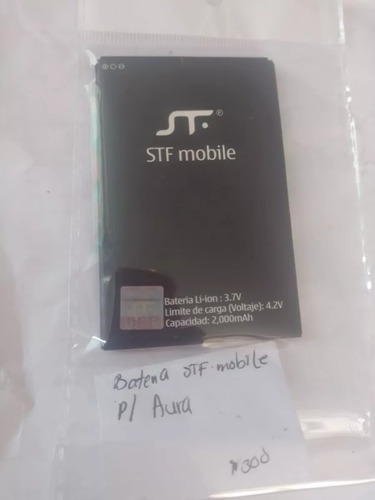 ST.®
STF mobile
Bateria Li-ion : 3.7V
Limite de carga (Voltaje): 4.2V
Capacidad: 2,000mAh
Bateria STF.mobile
p/ Aura
$300